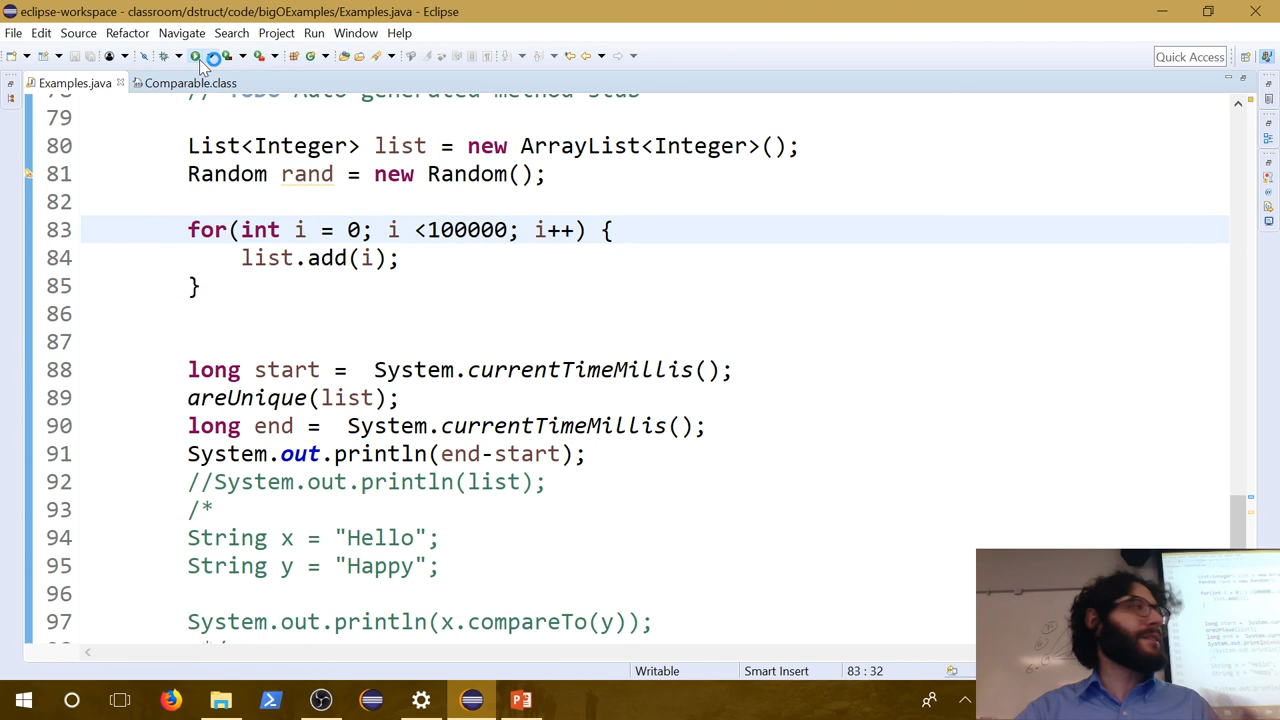 eclipse-workspace - classroom/dstruct/code/bigOExamples/Examples.java - Eclipse
File Edit Source Refactor Navigate Search Project Run Window Help
Quick Access
Examples.java Comparable.class
79
80 List<Integer> list = new ArrayList<Integer>();
81 Random rand = new Random();
82
83 for(int i = 0; i <100000; i++) {
84 list.add(i);
85 }
86
87
88 long start = System.currentTimeMillis();
89 areUnique(list);
90 long end = System.currentTimeMillis();
91 System.out.println(end-start);
92 //System.out.println(list);
93 /*
94 String x = "Hello";
95 String y = "Happy";
96
97 System.out.println(x.compareTo(y));
Writable Smart Insert 83 : 32